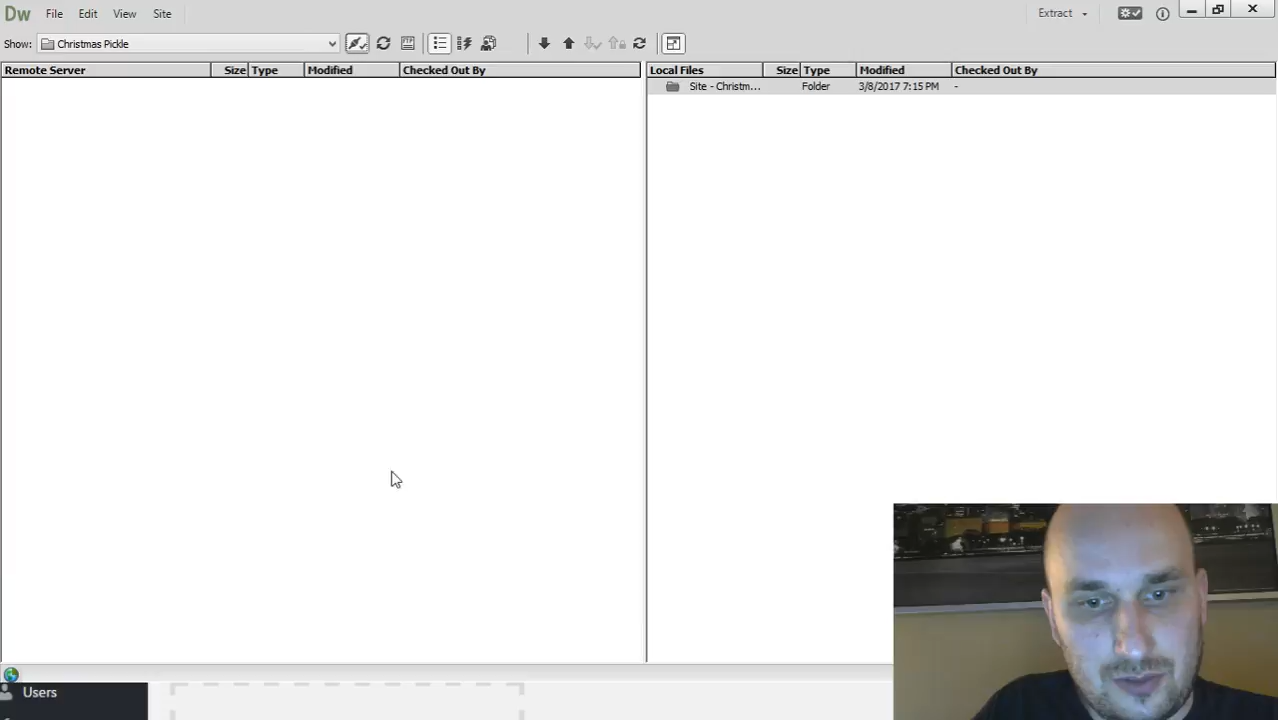 Dw File Edit View Site Extract
Show: Christmas Pickle
Remote Server Size Type Modified Checked Out By Local Files Size Type Modified Checked Out By
Site - Christm... Folder 3/8/2017 7:15 PM -
Users